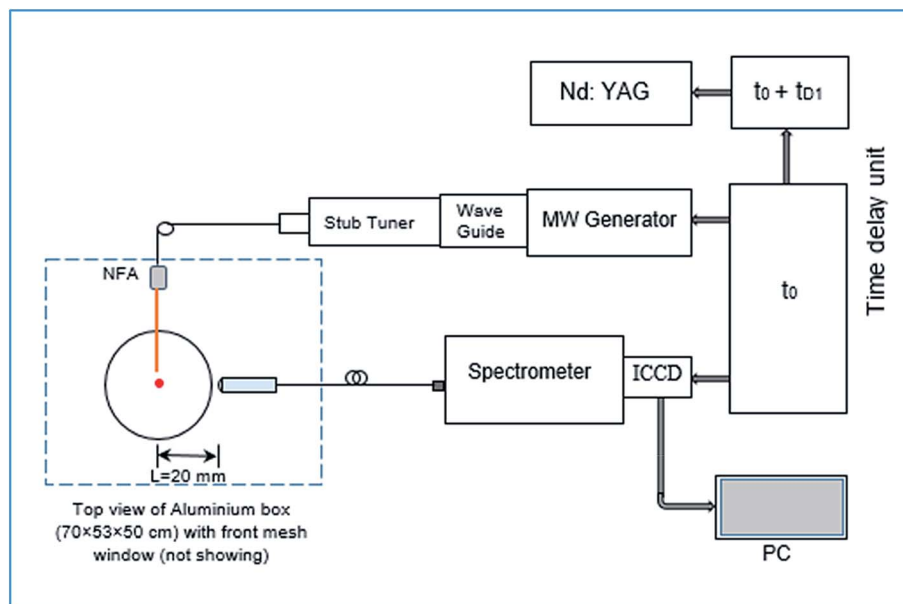 Nd: YAG
t0 + tD1
Time delay unit
Stub Tuner
Wave
Guide
MW Generator
t0
NFA
Spectrometer
ICCD
L=20 mm
Top view of Aluminium box
(70×53×50 cm) with front mesh
window (not showing)
PC